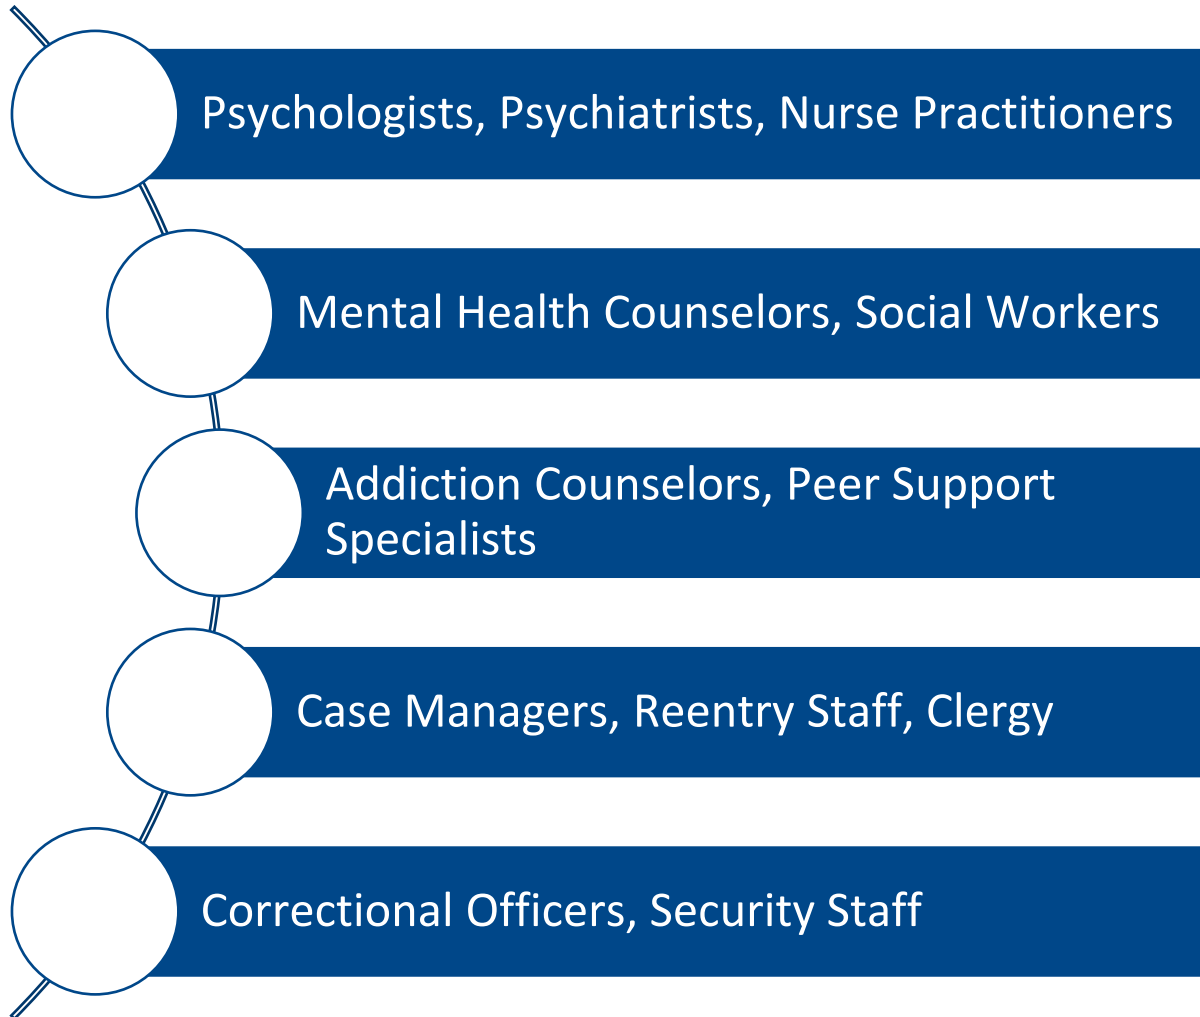 Psychologists, Psychiatrists, Nurse Practitioners
Mental Health Counselors, Social Workers
Addiction Counselors, Peer Support
Specialists
Case Managers, Reentry Staff, Clergy
Correctional Officers, Security Staff